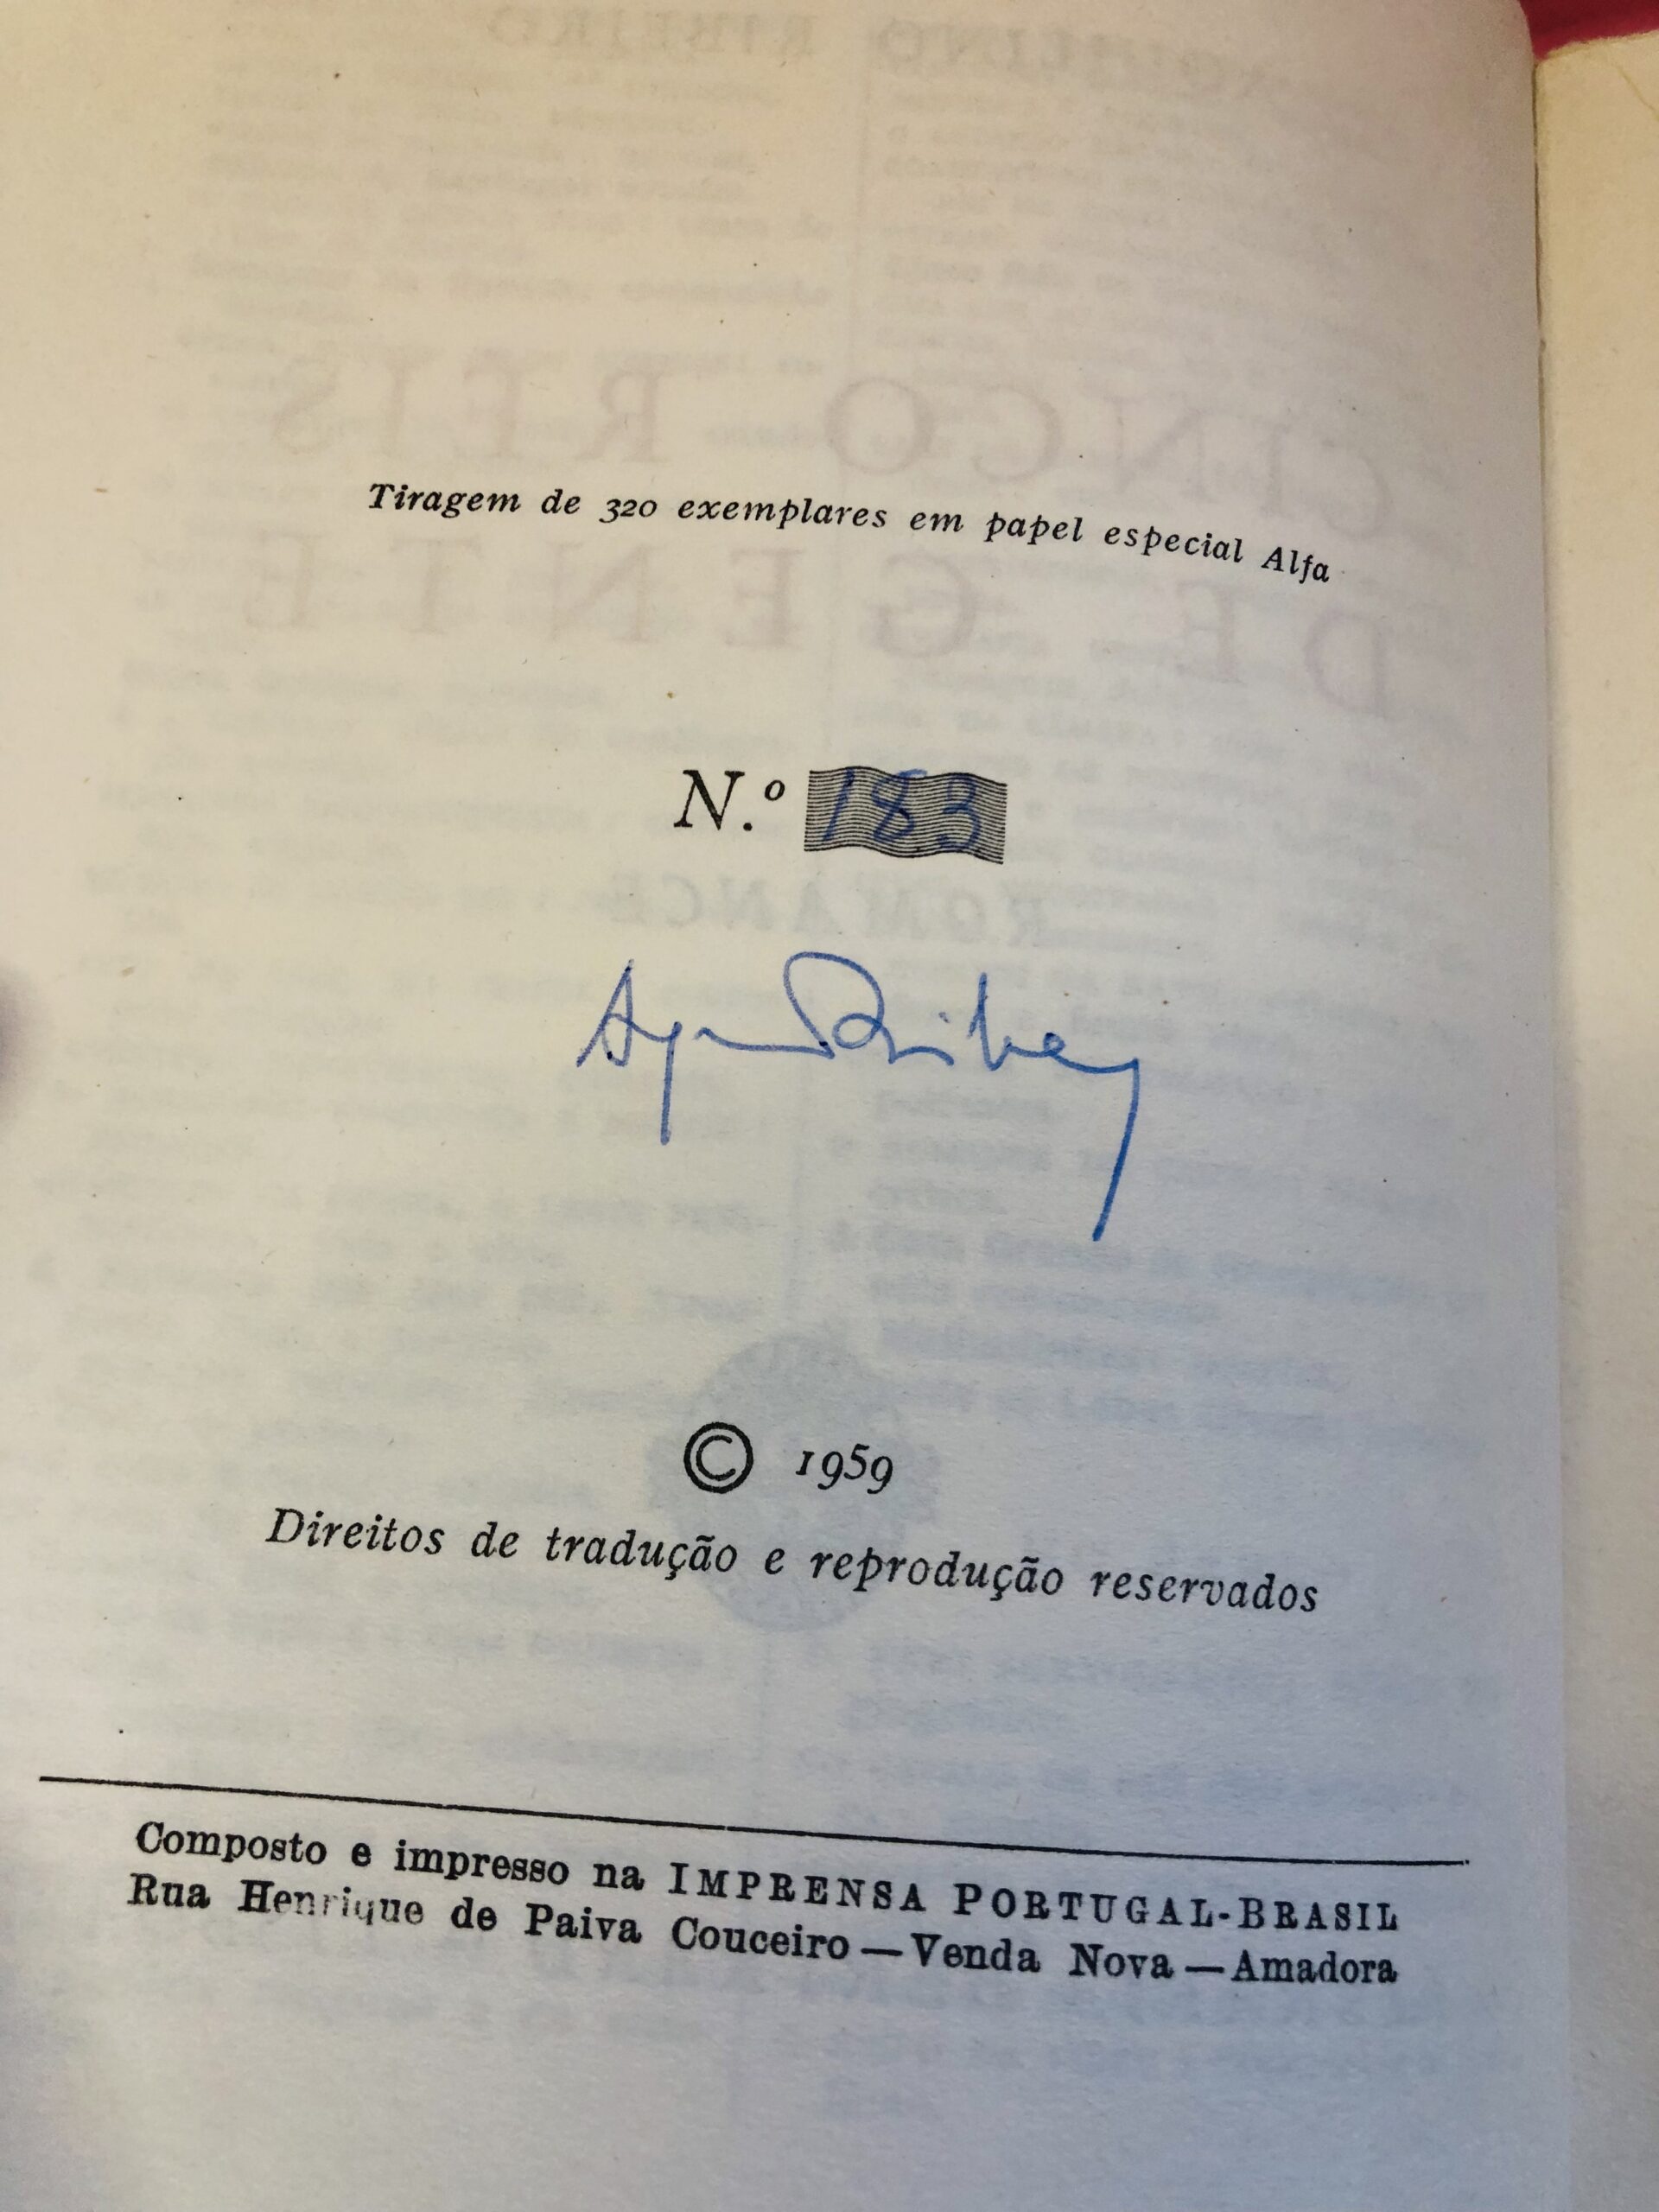 Tiragem de 320 exemplares em papel especial Alfa
N.º 183
© 1959
Direitos de tradução e reprodução reservados
Composto e impresso na IMPRENSA PORTUGAL-BRASIL
Rua Henrique de Paiva Couceiro — Venda Nova — Amadora